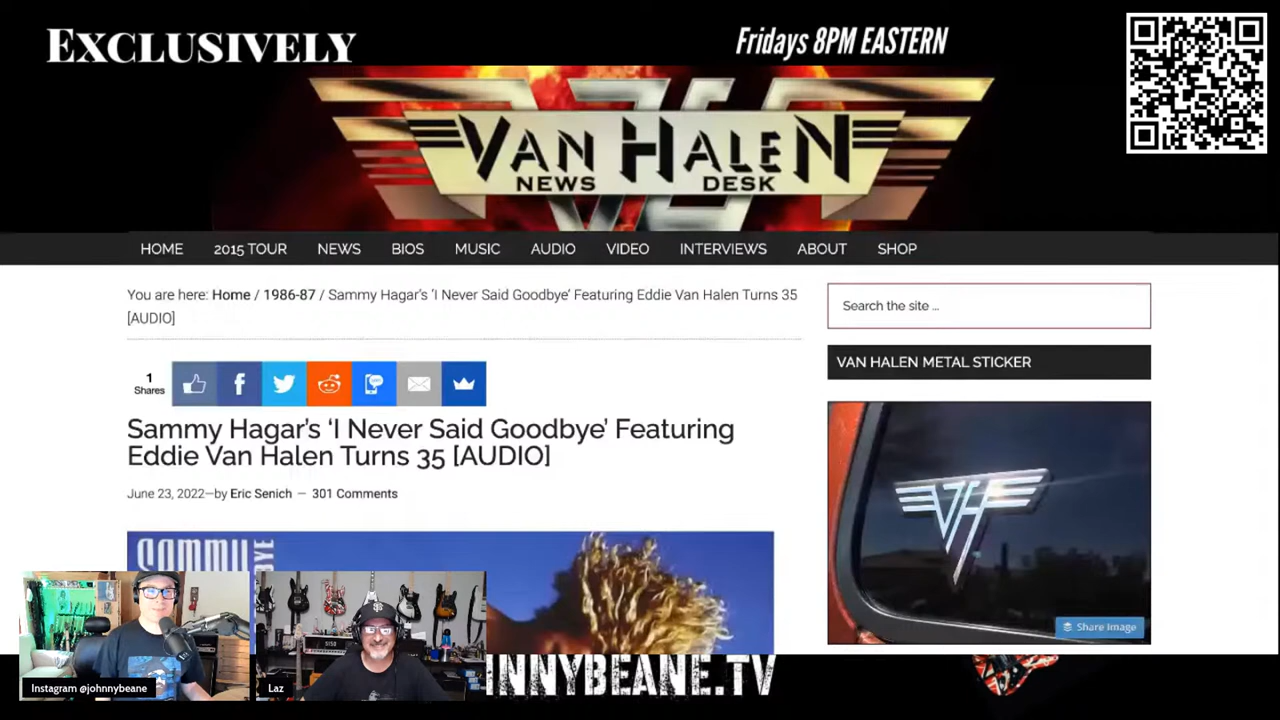 EXCLUSIVELY
Fridays 8PM EASTERN
VAN HALEN
NEWS DESK
HOME 2015 TOUR NEWS BIOS MUSIC AUDIO VIDEO INTERVIEWS ABOUT SHOP
You are here: Home / 1986-87 / Sammy Hagar's 'I Never Said Goodbye' Featuring Eddie Van Halen Turns 35
[AUDIO]
Search the site ...
VAN HALEN METAL STICKER
1
Shares
Sammy Hagar's 'I Never Said Goodbye' Featuring
Eddie Van Halen Turns 35 [AUDIO]
June 23, 2022—by Eric Senich — 301 Comments
VH
Share Image
SAMMY
BYE
Instagram @johnnybeane
Laz
INNYBEANE.TV